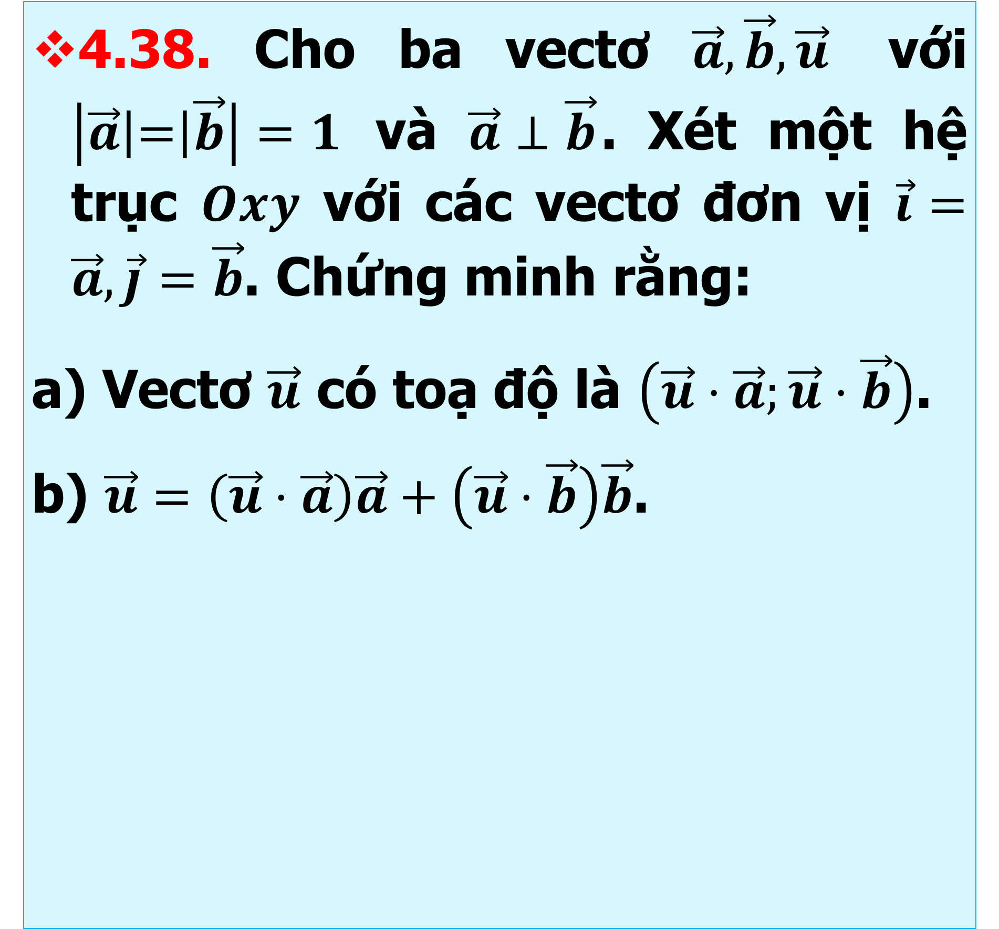 ❖4.38. Cho ba vectơ $\vec{a}, \vec{b}, \vec{u}$ với
$|\vec{a}|=|\vec{b}| = 1$ và $\vec{a} \perp \vec{b}$. Xét một hệ
trục $Oxy$ với các vectơ đơn vị $\vec{\imath} =$
$\vec{a}, \vec{\jmath} = \vec{b}$. Chứng minh rằng:
a) Vectơ $\vec{u}$ có toạ độ là $(\vec{u} \cdot \vec{a}; \vec{u} \cdot \vec{b})$.
b) $\vec{u} = (\vec{u} \cdot \vec{a})\vec{a} + (\vec{u} \cdot \vec{b})\vec{b}$.